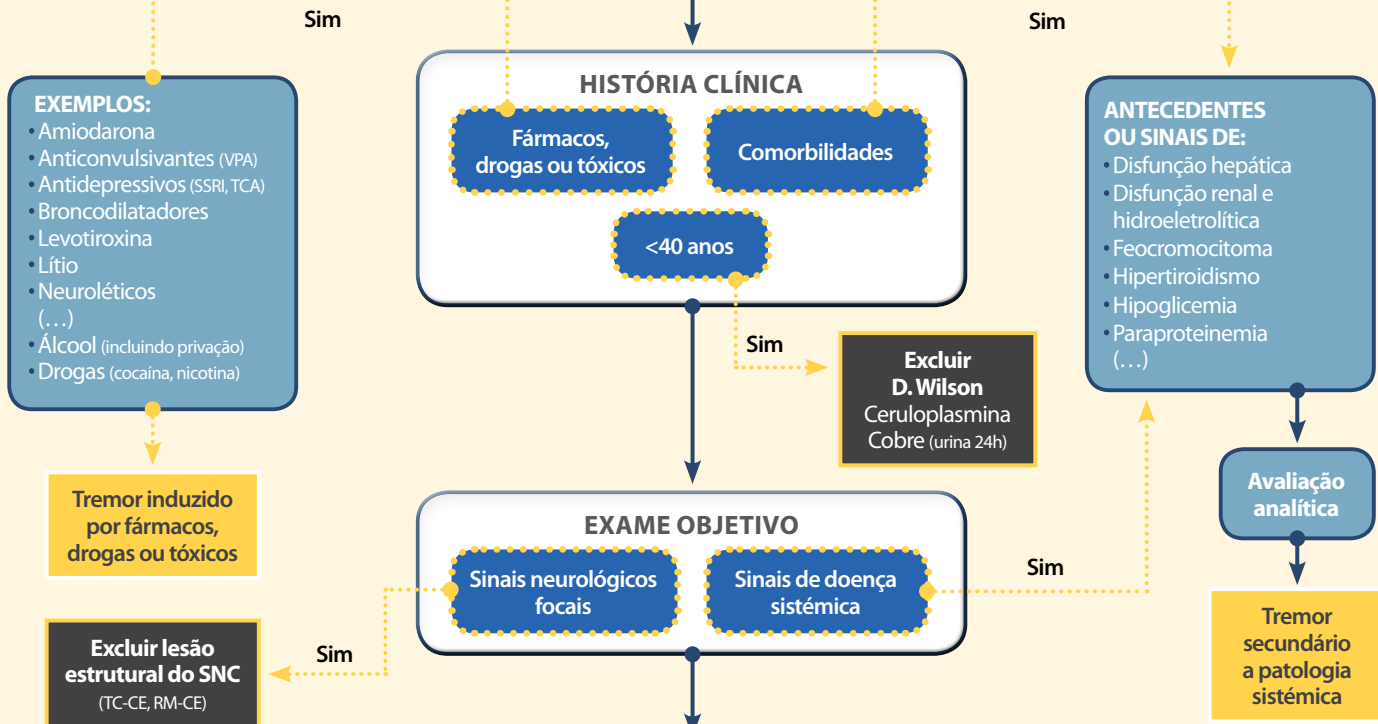 Sim
Sim
EXEMPLOS:
• Amiodarona
• Anticonvulsivantes (VPA)
• Antidepressivos (SSRI, TCA)
• Broncodilatadores
• Levotiroxina
• Lítio
• Neuroléticos
(…)
• Álcool (incluindo privação)
• Drogas (cocaína, nicotina)
HISTÓRIA CLÍNICA
Fármacos,
drogas ou tóxicos
Comorbilidades
<40 anos
ANTECEDENTES
OU SINAIS DE:
• Disfunção hepática
• Disfunção renal e
hidroeletrolítica
• Feocromocitoma
• Hipertiroidismo
• Hipoglicemia
• Paraproteinemia
(…)
Sim
Excluir
D. Wilson
Ceruloplasmina
Cobre (urina 24h)
Tremor induzido
por fármacos,
drogas ou tóxicos
Avaliação
analítica
EXAME OBJETIVO
Sinais neurológicos
focais
Sinais de doença
sistémica
Sim
Sim
Excluir lesão
estrutural do SNC
(TC-CE, RM-CE)
Tremor
secundário
a patologia
sistémica